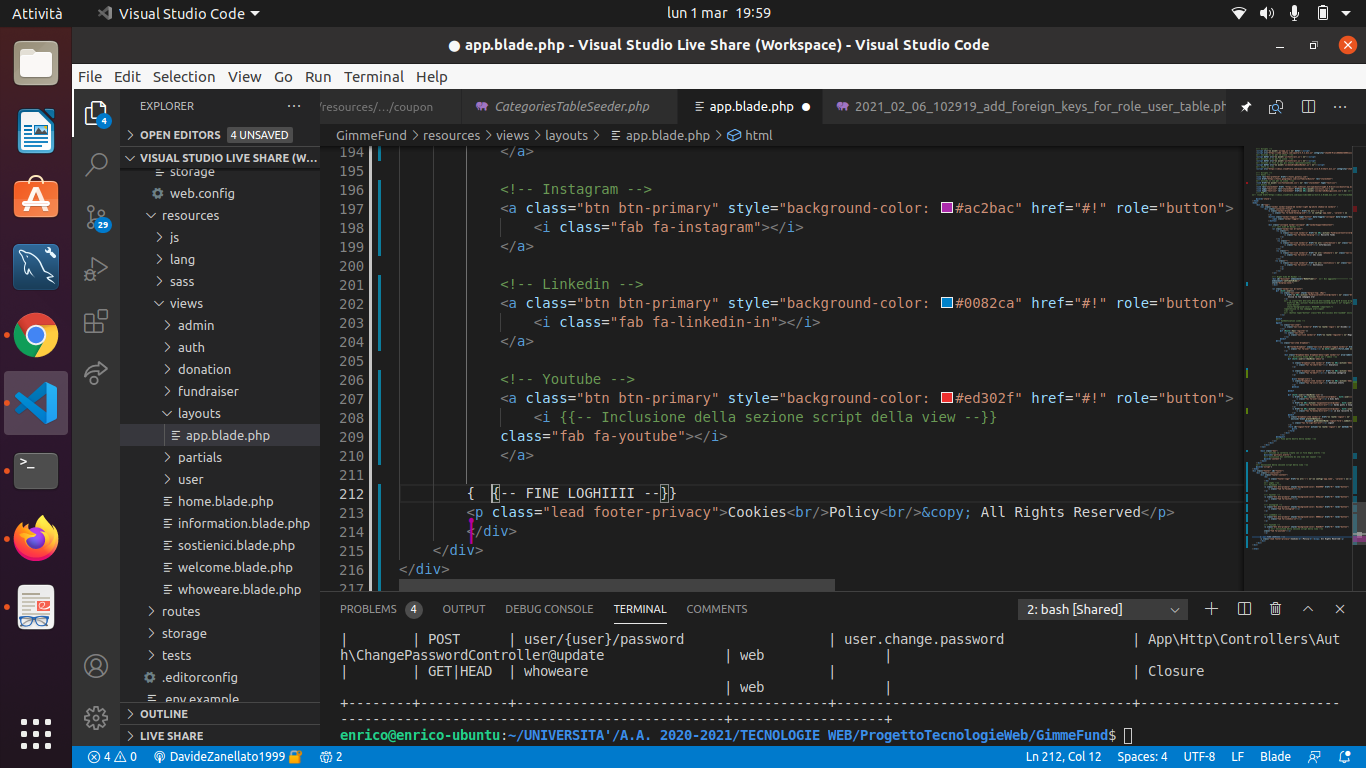 Attività
Visual Studio Code
lun 1 mar 19:59
● app.blade.php - Visual Studio Live Share (Workspace) - Visual Studio Code
File Edit Selection View Go Run Terminal Help
EXPLORER
/resources/…/coupon
CategoriesTableSeeder.php
app.blade.php
2021_02_06_102919_add_foreign_keys_for_role_user_table.ph
OPEN EDITORS 4 UNSAVED
GimmeFund > resources > views > layouts > app.blade.php > html
VISUAL STUDIO LIVE SHARE (W...
storage
web.config
resources
js
lang
sass
views
admin
auth
donation
fundraiser
layouts
app.blade.php
partials
user
home.blade.php
information.blade.php
sostienici.blade.php
welcome.blade.php
whoweare.blade.php
routes
storage
tests
.editorconfig
.env.example
OUTLINE
LIVE SHARE
4
29
194 </a>
195
196 <!-- Instagram -->
197 <a class="btn btn-primary" style="background-color: #ac2bac" href="#!" role="button">
198 <i class="fab fa-instagram"></i>
199 </a>
200
201 <!-- Linkedin -->
202 <a class="btn btn-primary" style="background-color: #0082ca" href="#!" role="button">
203 <i class="fab fa-linkedin-in"></i>
204 </a>
205
206 <!-- Youtube -->
207 <a class="btn btn-primary" style="background-color: #ed302f" href="#!" role="button">
208 <i {{-- Inclusione della sezione script della view --}}
209 class="fab fa-youtube"></i>
210 </a>
211
212 {  {-- FINE LOGHIIII --}}
213 <p class="lead footer-privacy">Cookies<br/>Policy<br/>&copy; All Rights Reserved</p>
214 </div>
215 </div>
216 </div>
217
PROBLEMS 4 OUTPUT DEBUG CONSOLE TERMINAL COMMENTS
2: bash [Shared]
| | POST | user/{user}/password | user.change.password | App\Http\Controllers\Aut
h\ChangePasswordController@update | web |
| | GET|HEAD | whoweare | | Closure
| web |
+--------+-----------+----------------------------------------+--------------------------------------+-------------------------
------------------------------------------------+-------------------+
enrico@enrico-ubuntu:~/UNIVERSITA'/A.A. 2020-2021/TECNOLOGIE WEB/ProgettoTecnologieWeb/GimmeFund$
4 0 DavideZanellato1999 2
Ln 212, Col 12 Spaces: 4 UTF-8 LF Blade